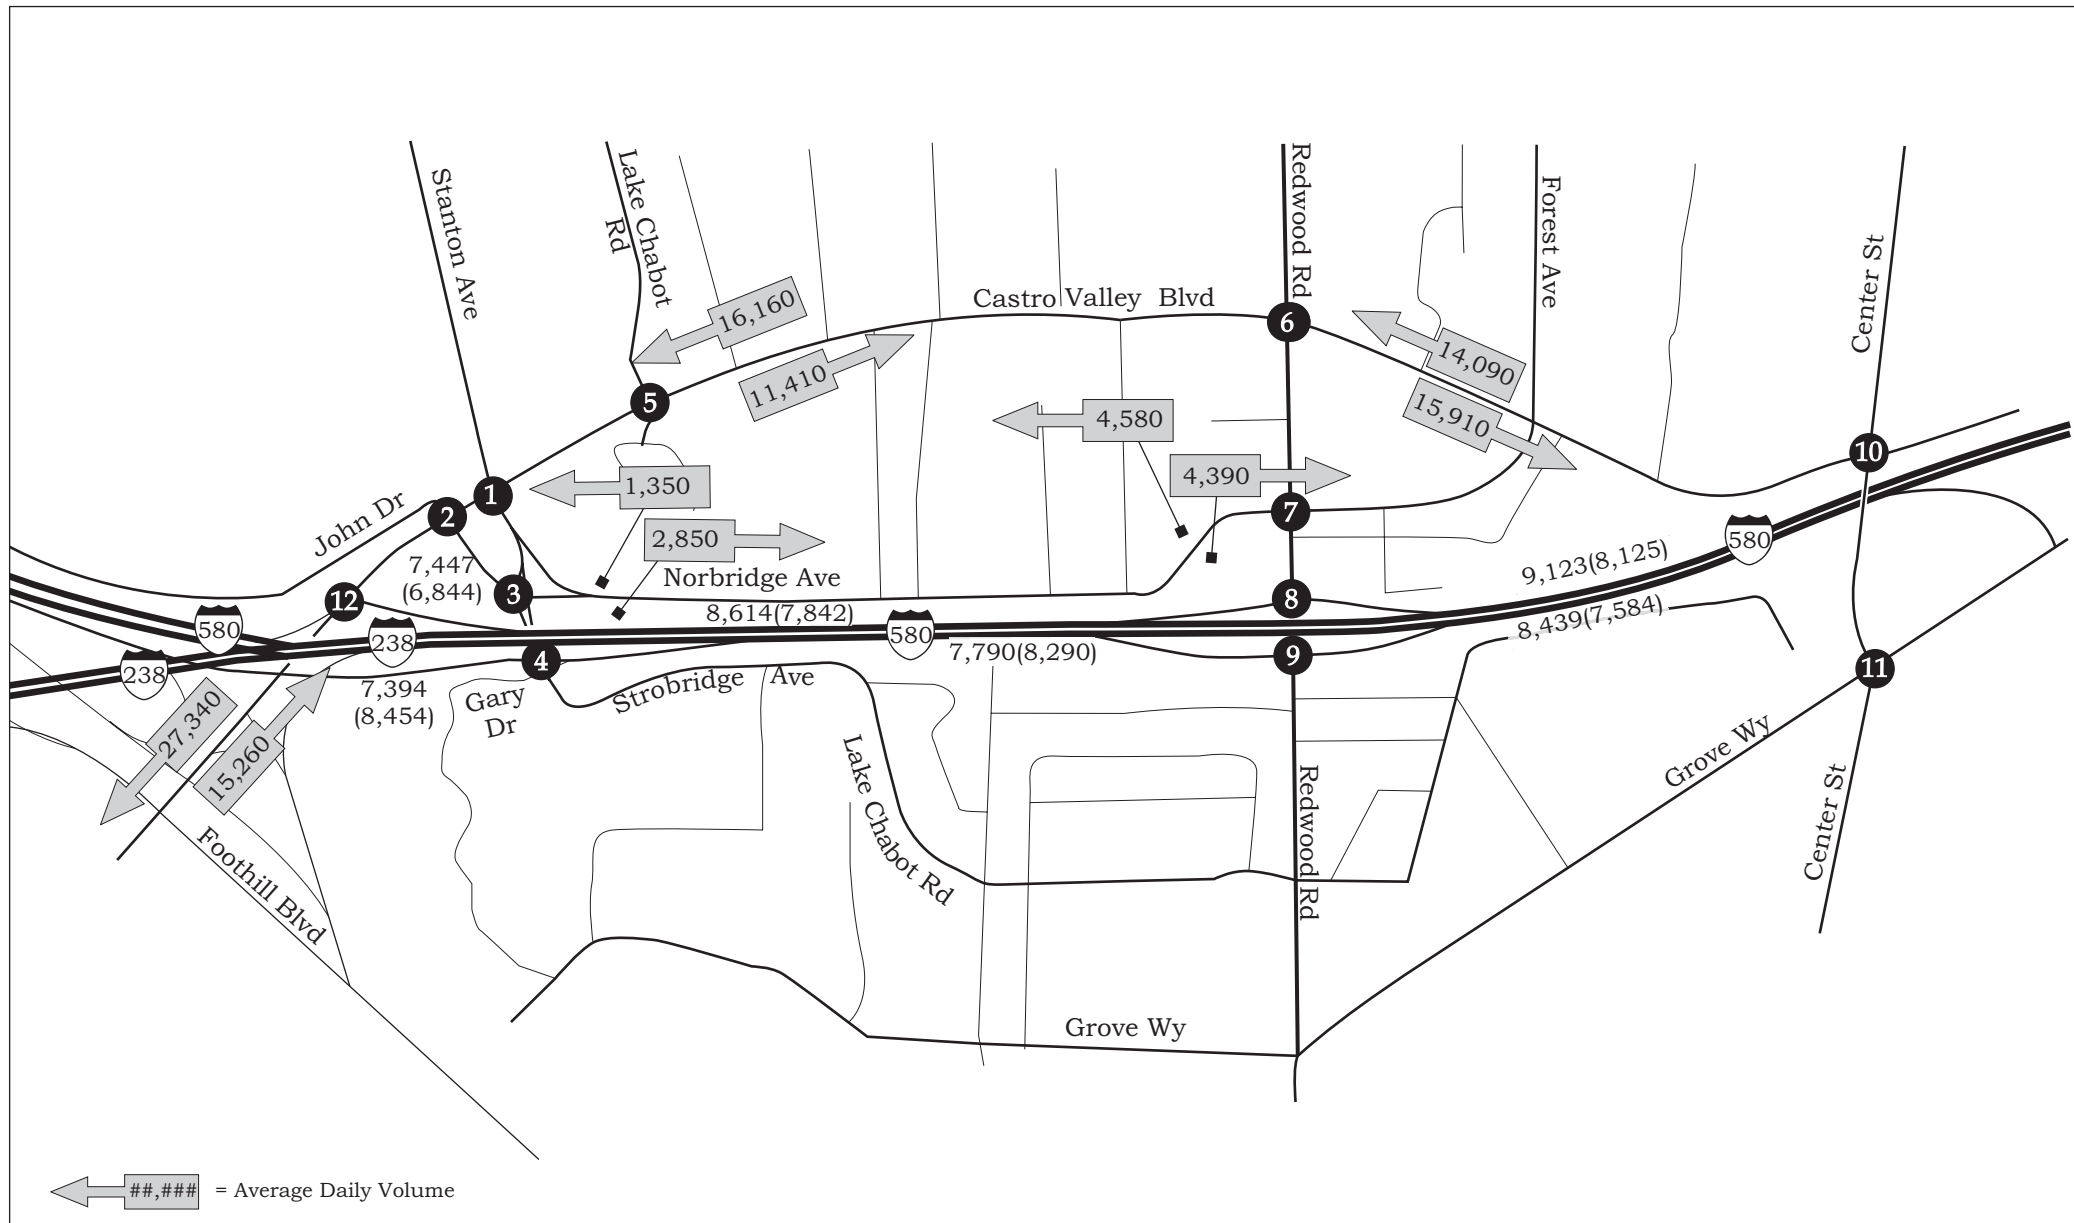 Stanton Ave
Lake Chabot
Rd
Redwood Rd
Forest Ave
Center St
Castro Valley Blvd
16,160
11,410
6
14,090
15,910
5
4,580
4,390
10
1,350
1
2
7
John Dr
2,850
580
7,447
(6,844)
Norbridge Ave
9,123(8,125)
12
3
8,614(7,842)
8
8,439(7,584)
580
238
580
7,790(8,290)
238
4
9
11
7,394
(8,454)
Gary
Dr
Strobridge Ave
27,340
15,260
Lake Chabot Rd
Redwood Rd
Grove Wy
Center St
Foothill Blvd
Grove Wy
##,### = Average Daily Volume